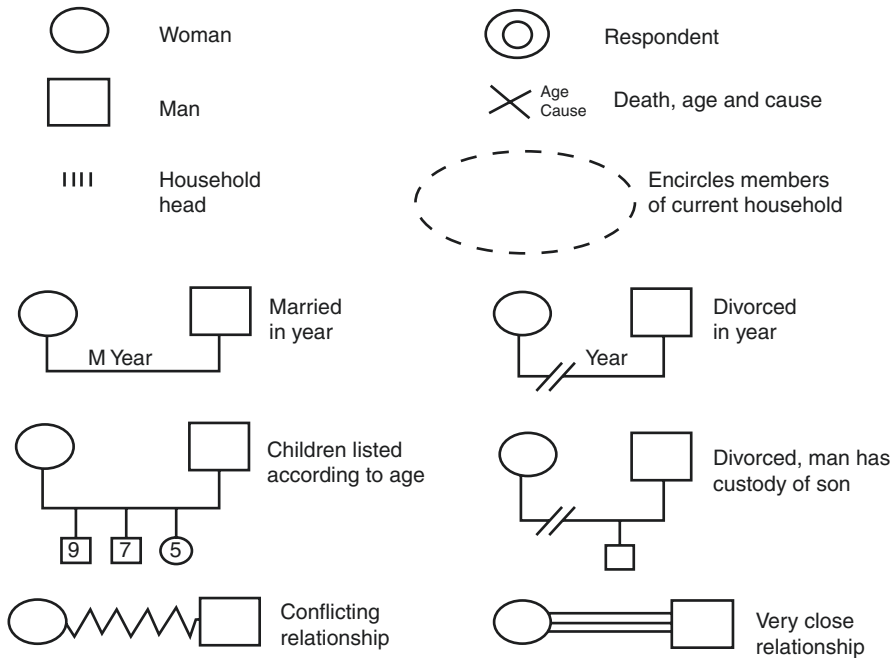 Woman
Respondent
Man
Age
Cause
Death, age and cause
Household
head
Encircles members
of current household
Married
in year
M Year
Divorced
in year
Year
Children listed
according to age
9 7 5
Divorced, man has
custody of son
Conflicting
relationship
Very close
relationship